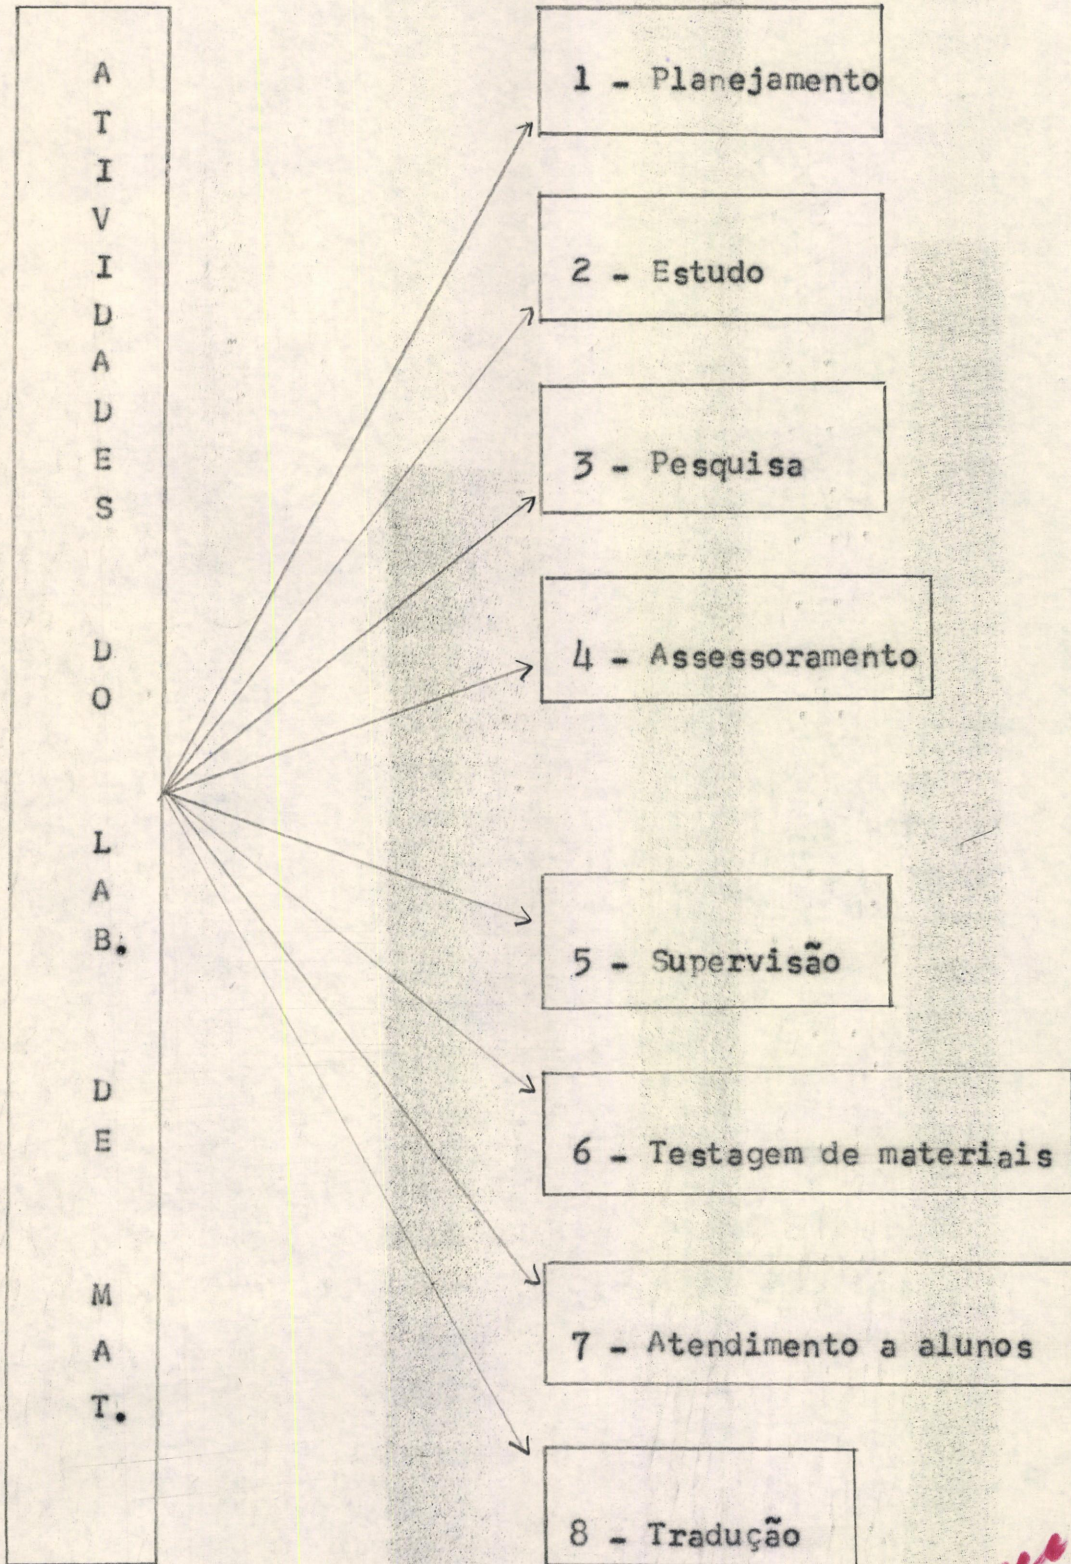 ATIVIDADES DO LAB. DE MAT.
1 - Planejamento
2 - Estudo
3 - Pesquisa
4 - Assessoramento
5 - Supervisão
6 - Testagem de materiais
7 - Atendimento a alunos
8 - Tradução